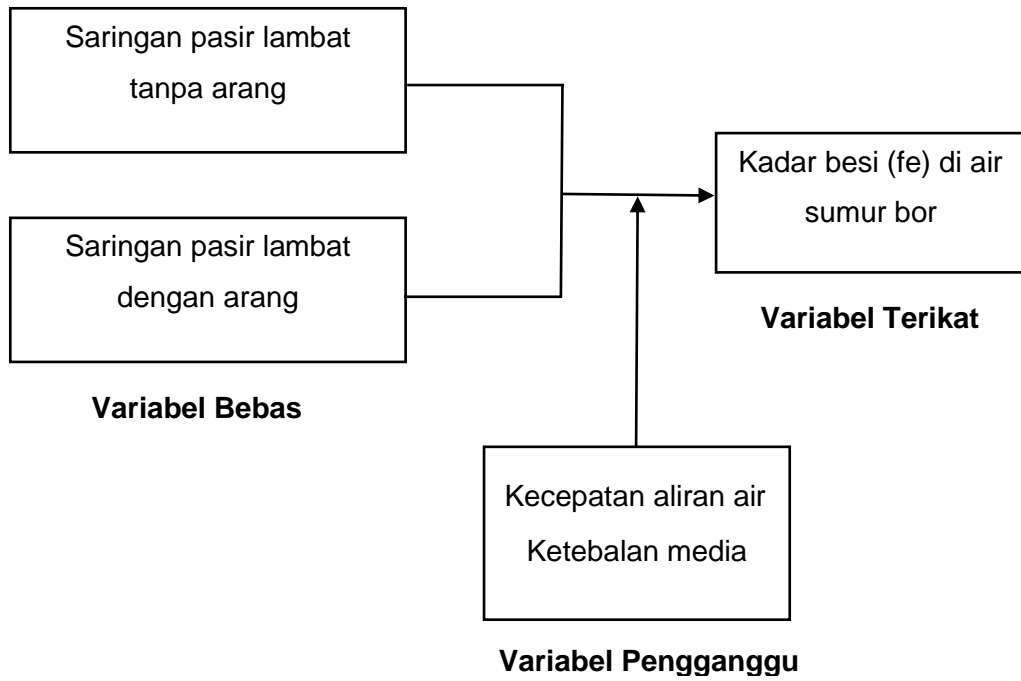 Saringan pasir lambat
tanpa arang
Saringan pasir lambat
dengan arang
Variabel Bebas
Kadar besi (fe) di air
sumur bor
Variabel Terikat
Kecepatan aliran air
Ketebalan media
Variabel Pengganggu